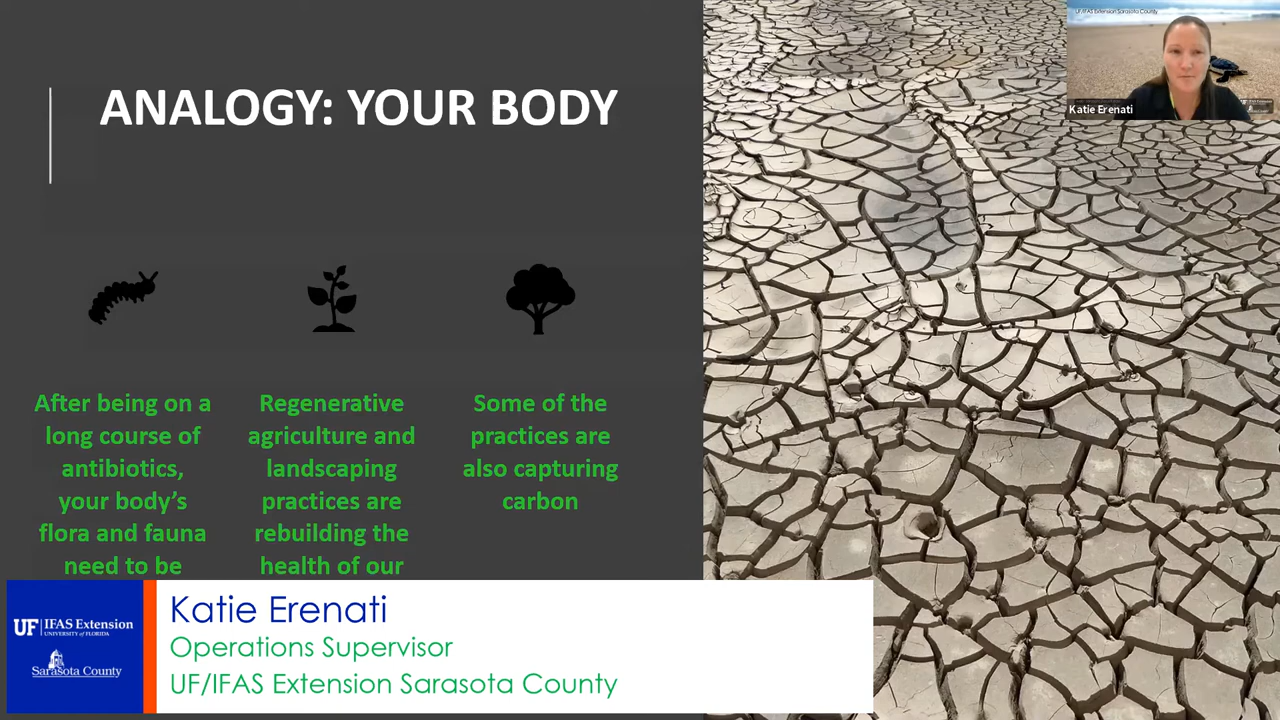 ANALOGY: YOUR BODY
UF/IFAS Extension Sarasota County
Katie Erenati
After being on a
long course of
antibiotics,
your body's
flora and fauna
need to be
Regenerative
agriculture and
landscaping
practices are
rebuilding the
health of our
Some of the
practices are
also capturing
carbon
UF IFAS Extension
UNIVERSITY of FLORIDA
Sarasota County
Katie Erenati
Operations Supervisor
UF/IFAS Extension Sarasota County